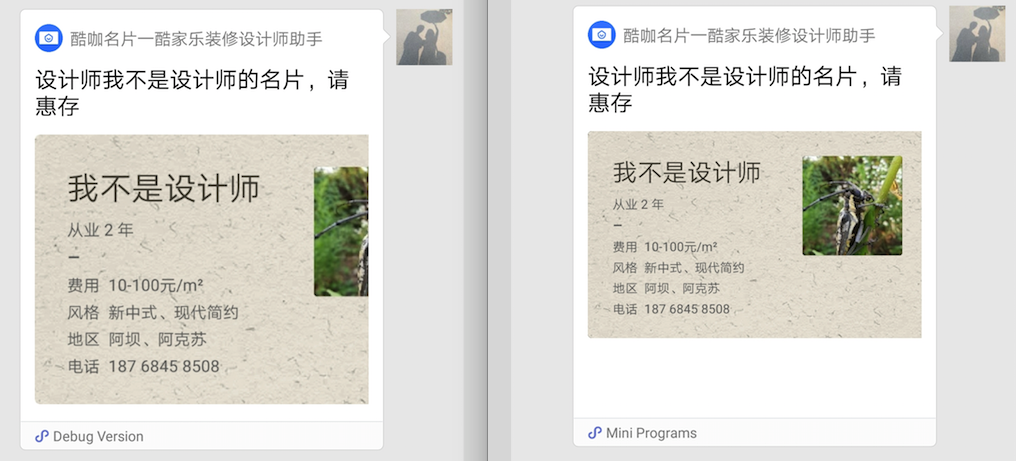 酷咖名片一酷家乐装修设计师助手
设计师我不是设计师的名片，请
惠存
我不是设计师
从业 2 年
费用 10-100元/m²
风格 新中式、现代简约
地区 阿坝、阿克苏
电话 187 6845 8508
Debug Version
酷咖名片一酷家乐装修设计师助手
设计师我不是设计师的名片，请
惠存
我不是设计师
从业 2 年
费用 10-100元/m²
风格 新中式、现代简约
地区 阿坝、阿克苏
电话 187 6845 8508
Mini Programs